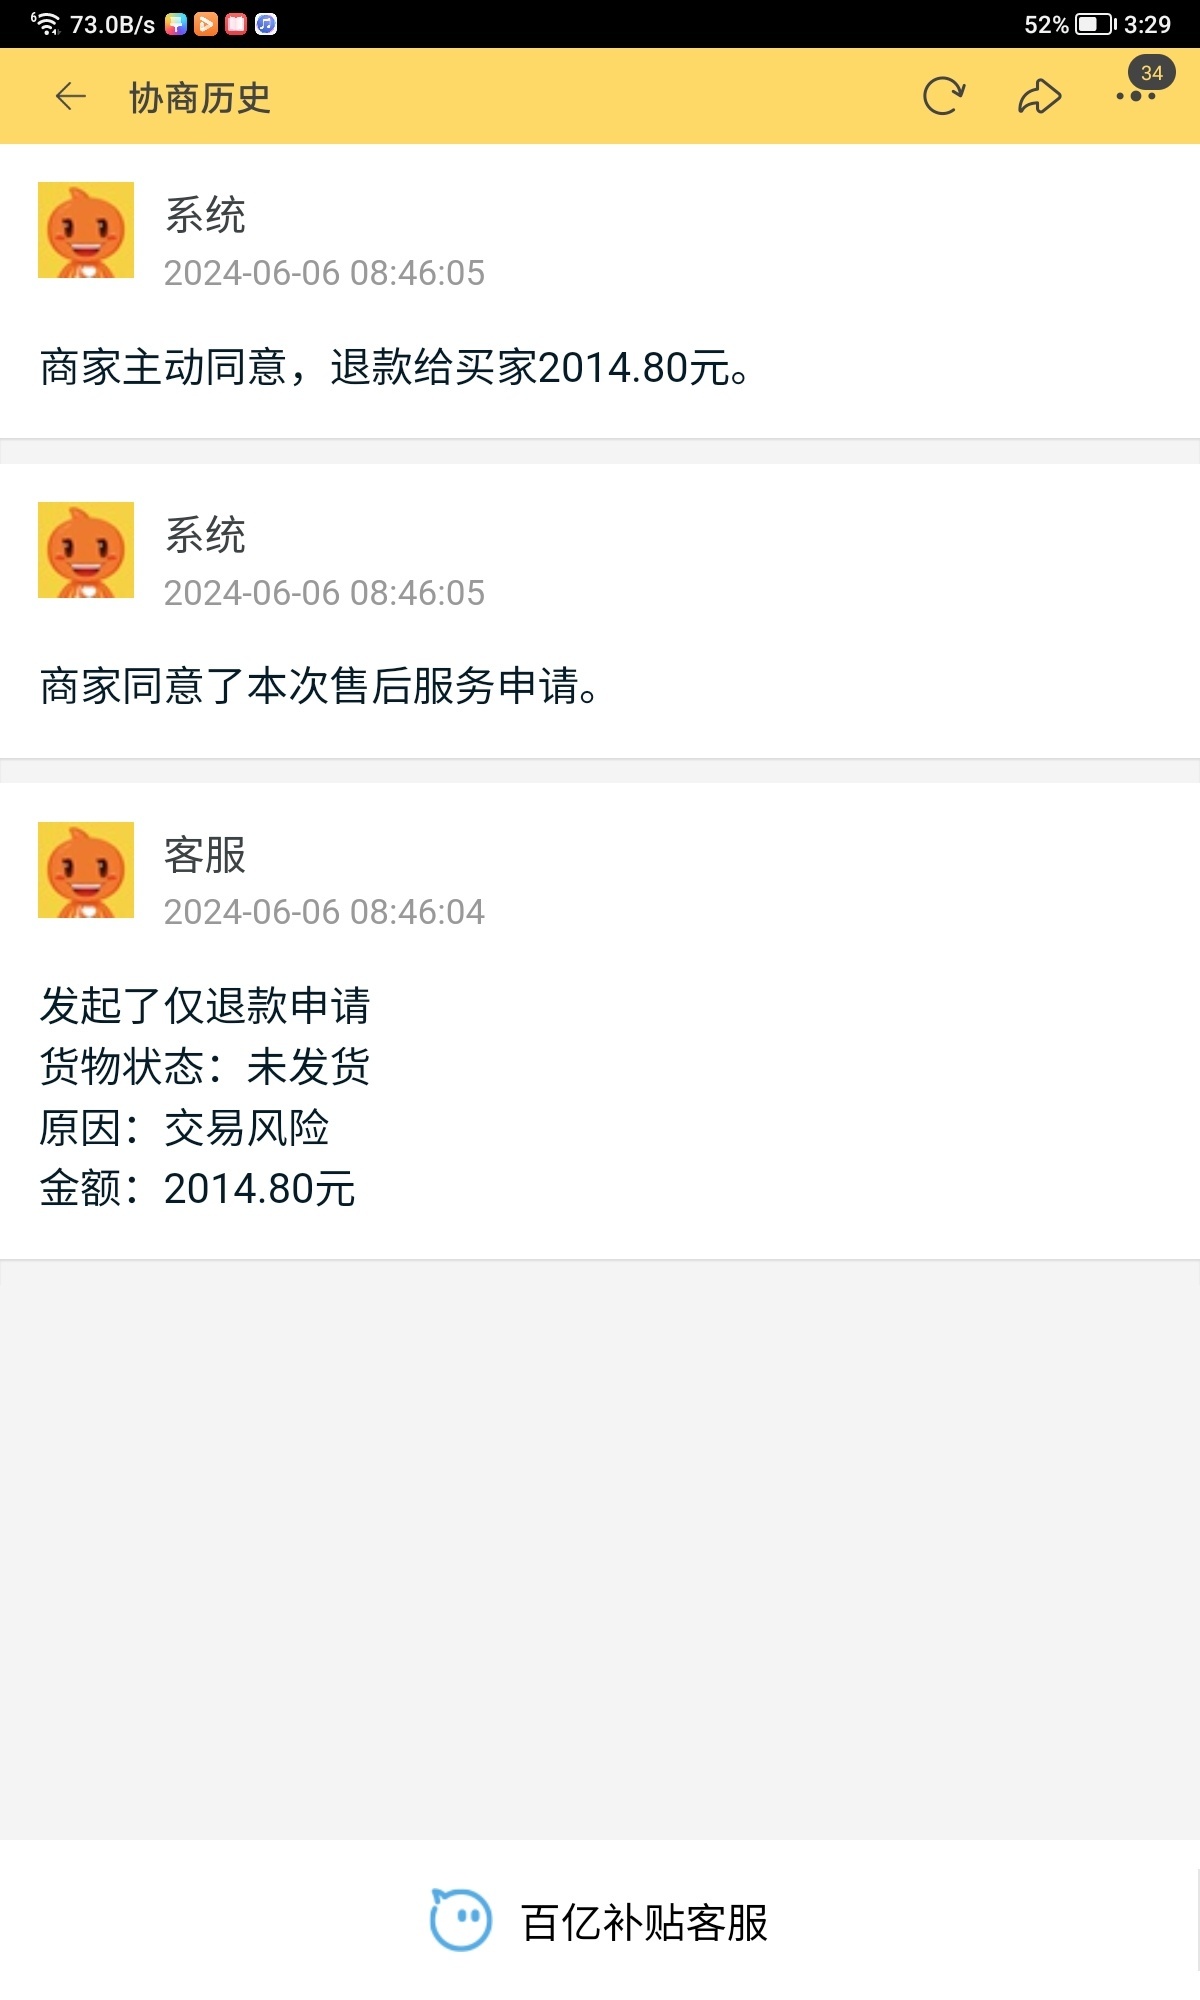 6 73.0B/s 52% 3:29
协商历史
34
系统
2024-06-06 08:46:05
商家主动同意，退款给买家2014.80元。
系统
2024-06-06 08:46:05
商家同意了本次售后服务申请。
客服
2024-06-06 08:46:04
发起了仅退款申请
货物状态：未发货
原因：交易风险
金额：2014.80元
百亿补贴客服